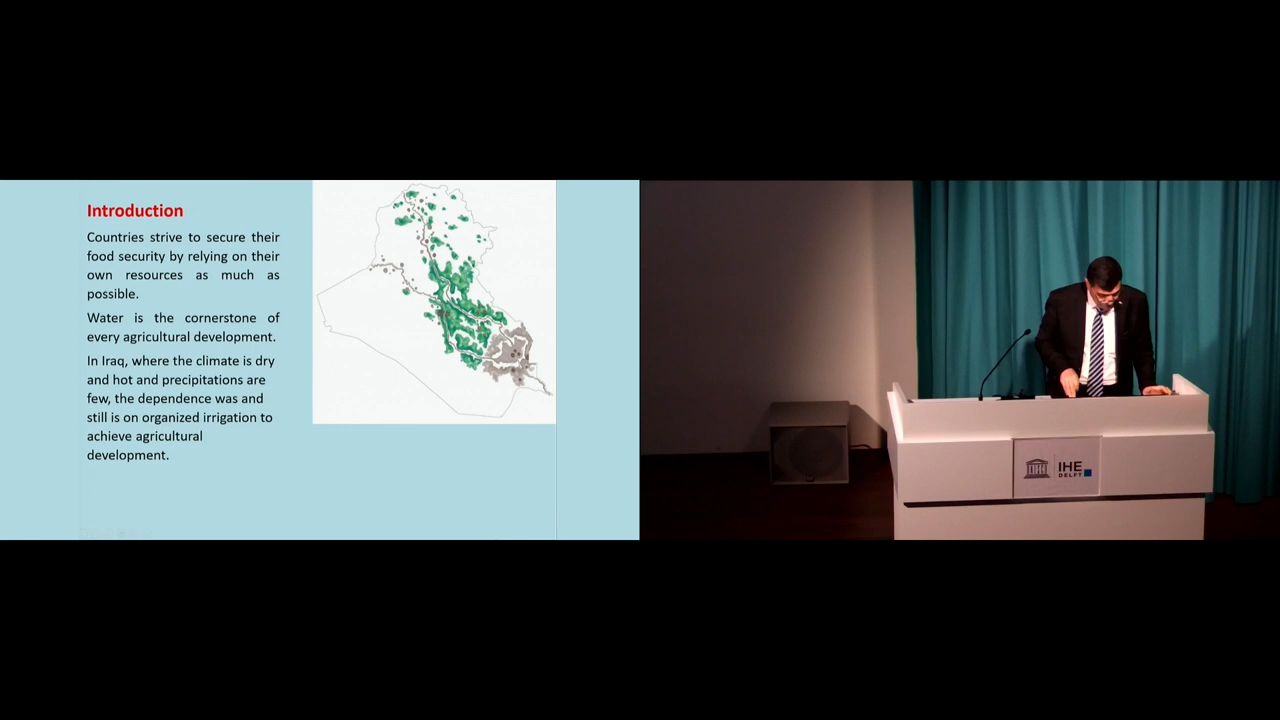 Introduction
Countries strive to secure their
food security by relying on their
own resources as much as
possible.
Water is the cornerstone of
every agricultural development.
In Iraq, where the climate is dry
and hot and precipitations are
few, the dependence was and
still is on organized irrigation to
achieve agricultural
development.
IHE
DELFT